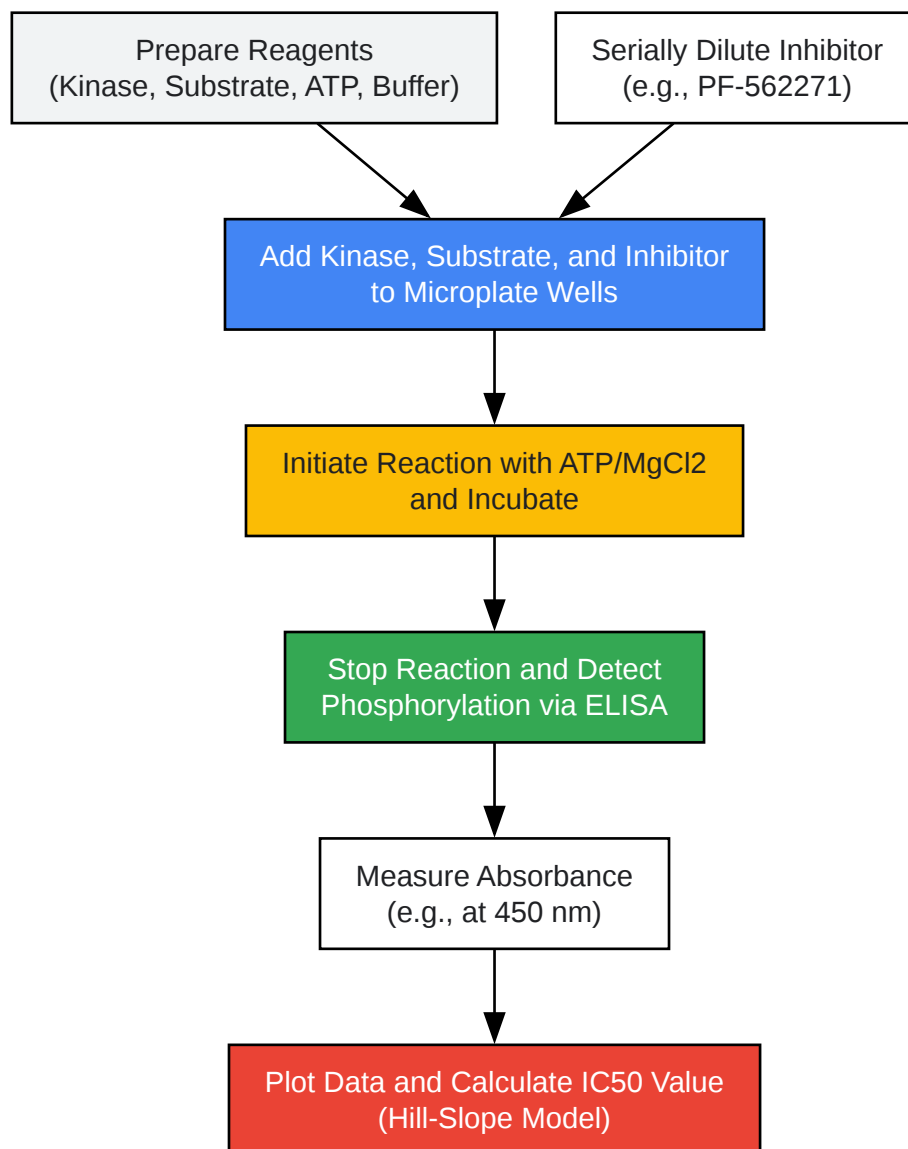 Prepare Reagents
(Kinase, Substrate, ATP, Buffer)
Serially Dilute Inhibitor
(e.g., PF-562271)
Add Kinase, Substrate, and Inhibitor
to Microplate Wells
Initiate Reaction with ATP/MgCl2
and Incubate
Stop Reaction and Detect
Phosphorylation via ELISA
Measure Absorbance
(e.g., at 450 nm)
Plot Data and Calculate IC50 Value
(Hill-Slope Model)